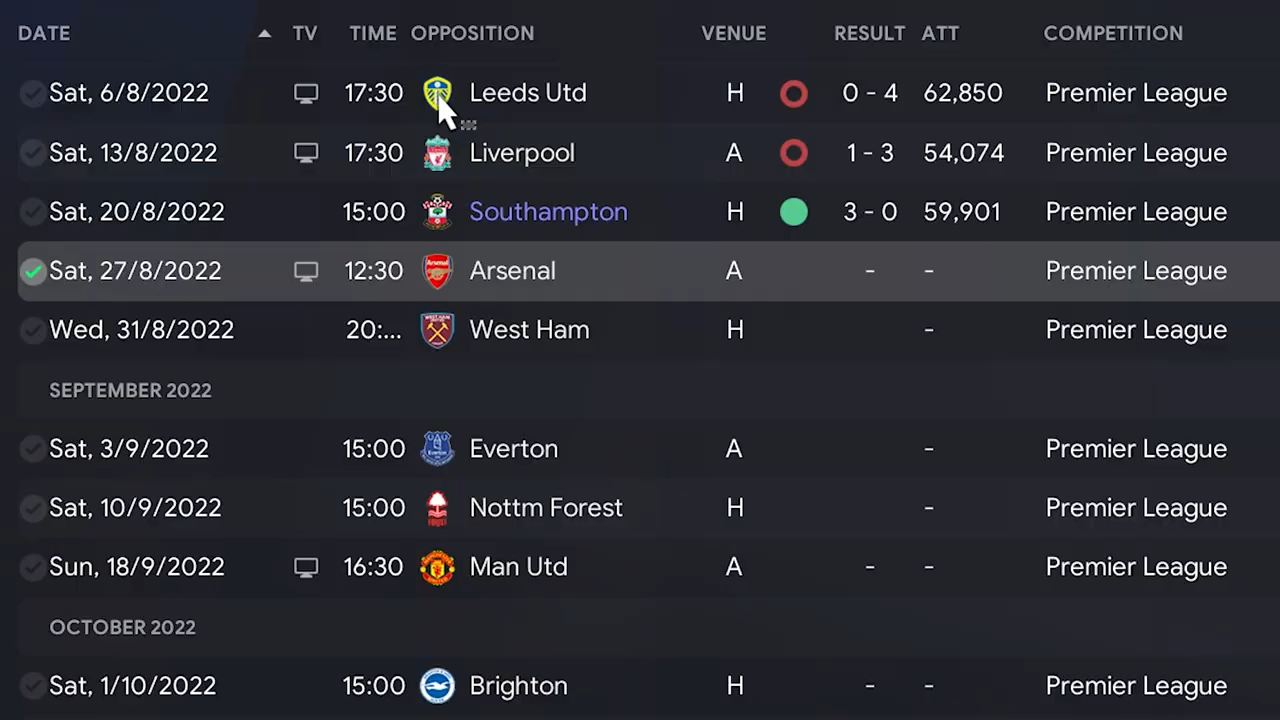 DATE TV TIME OPPOSITION VENUE RESULT ATT COMPETITION
Sat, 6/8/2022 17:30 Leeds Utd H 0 - 4 62,850 Premier League
Sat, 13/8/2022 17:30 Liverpool A 1 - 3 54,074 Premier League
Sat, 20/8/2022 15:00 Southampton H 3 - 0 59,901 Premier League
Sat, 27/8/2022 12:30 Arsenal A - - Premier League
Wed, 31/8/2022 20:... West Ham H - Premier League
SEPTEMBER 2022
Sat, 3/9/2022 15:00 Everton A - Premier League
Sat, 10/9/2022 15:00 Nottm Forest H - Premier League
Sun, 18/9/2022 16:30 Man Utd A - - Premier League
OCTOBER 2022
Sat, 1/10/2022 15:00 Brighton H - - Premier League